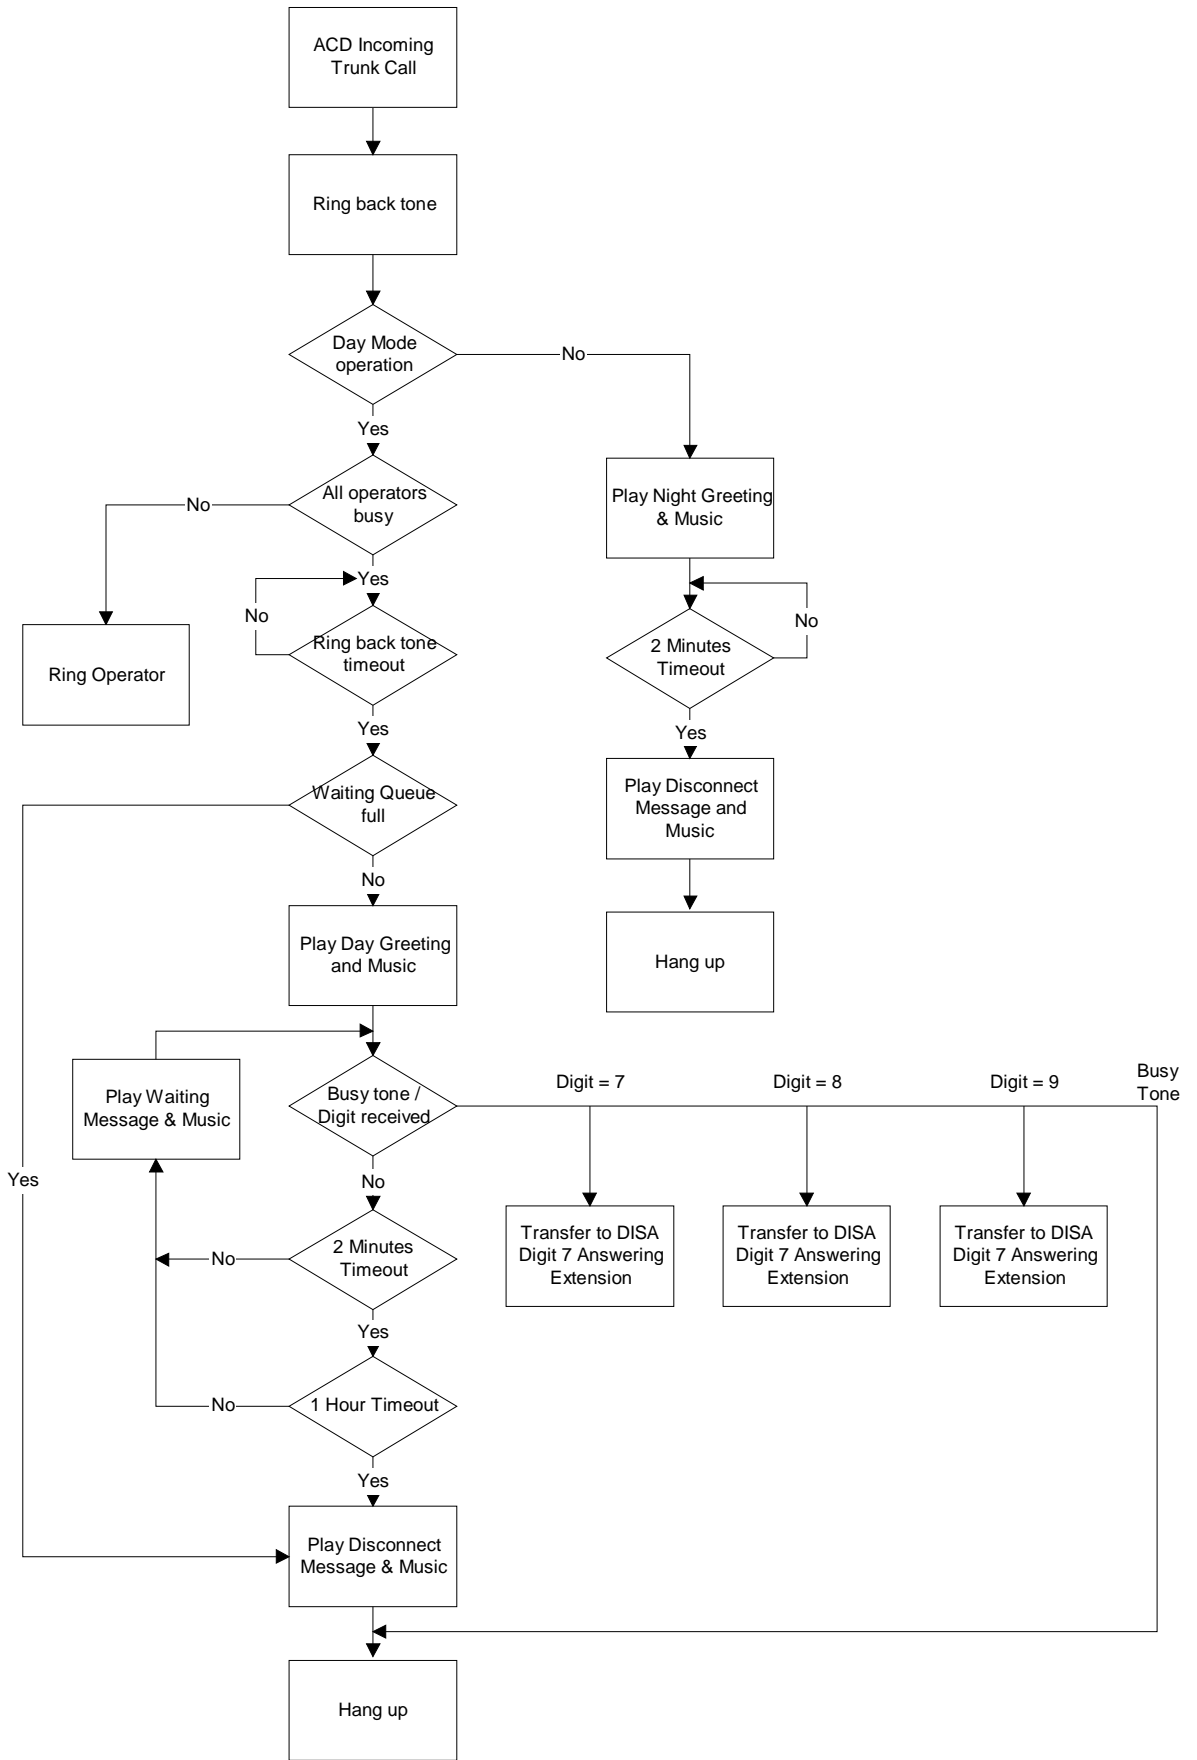 ACD Incoming
Trunk Call
Ring back tone
Day Mode
operation
No
Yes
All operators
busy
No
Play Night Greeting
& Music
Yes
No
Ring back tone
timeout
Ring Operator
No
2 Minutes
Timeout
Yes
Yes
Waiting Queue
full
Play Disconnect
Message and
Music
No
Play Day Greeting
and Music
Hang up
Play Waiting
Message & Music
Busy tone /
Digit received
Digit = 7
Digit = 8
Digit = 9
Busy
Tone
Yes
No
2 Minutes
Timeout
No
Transfer to DISA
Digit 7 Answering
Extension
Transfer to DISA
Digit 7 Answering
Extension
Transfer to DISA
Digit 7 Answering
Extension
Yes
1 Hour Timeout
No
Yes
Play Disconnect
Message & Music
Hang up